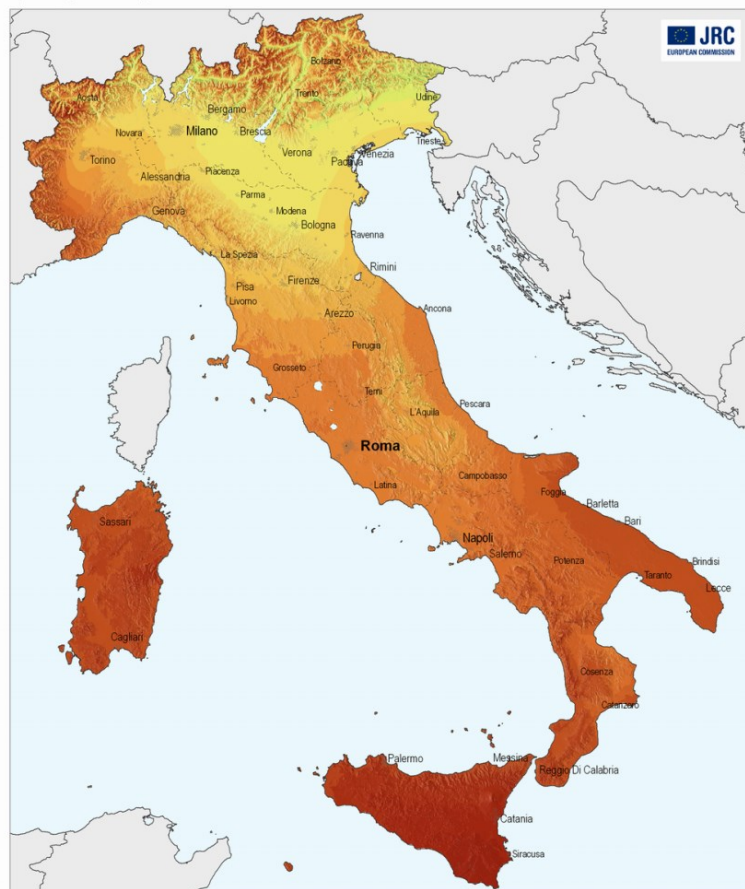 JRC
EUROPEAN COMMISSION
Bolzano
Aosta
Trento
Udine
Bergamo
Novara
Milano
Brescia
Trieste
Verona
Venezia
Padova
Torino
Piacenza
Alessandria
Parma
Modena
Genova
Bologna
Ravenna
La Spezia
Rimini
Firenze
Pisa
Livorno
Ancona
Arezzo
Perugia
Grosseto
Terni
Pescara
L'Aquila
Roma
Campobasso
Latina
Foggia
Barletta
Sassari
Bari
Napoli
Salerno
Potenza
Brindisi
Taranto
Lecce
Cagliari
Cosenza
Catanzaro
Palermo
Messina
Reggio Di Calabria
Catania
Siracusa